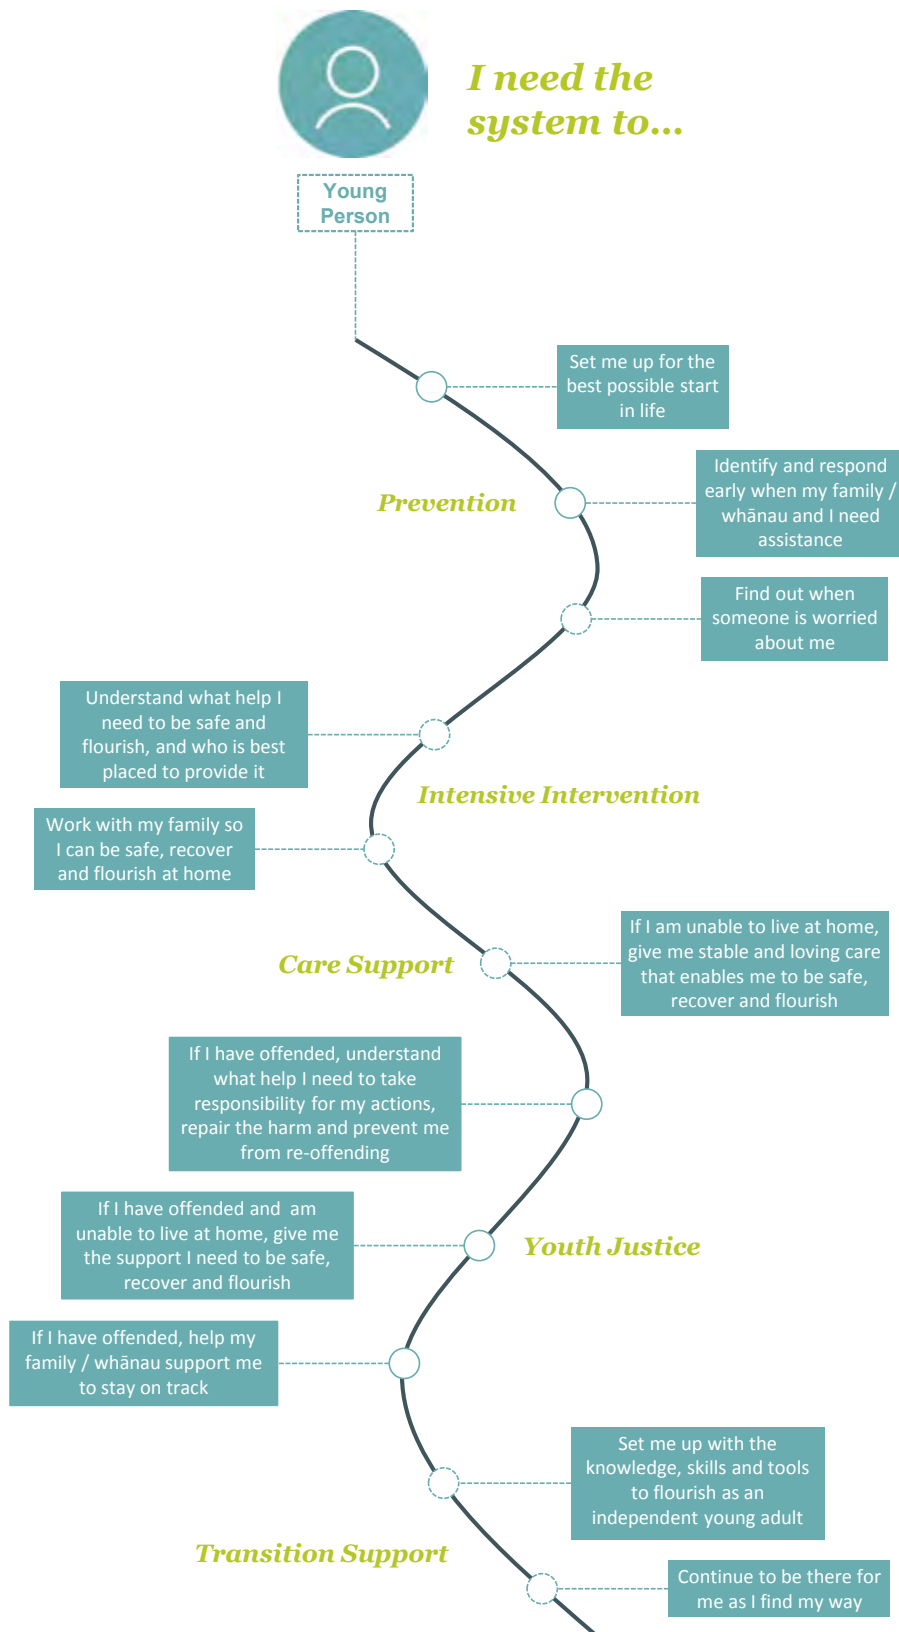 I need the
system to...
Young
Person
Set me up for the
best possible start
in life
Prevention
Identify and respond
early when my family /
whānau and I need
assistance
Find out when
someone is worried
about me
Understand what help I
need to be safe and
flourish, and who is best
placed to provide it
Intensive Intervention
Work with my family so
I can be safe, recover
and flourish at home
Care Support
If I am unable to live at home,
give me stable and loving care
that enables me to be safe,
recover and flourish
If I have offended, understand
what help I need to take
responsibility for my actions,
repair the harm and prevent me
from re-offending
If I have offended and am
unable to live at home, give me
the support I need to be safe,
recover and flourish
Youth Justice
If I have offended, help my
family / whānau support me
to stay on track
Set me up with the
knowledge, skills and tools
to flourish as an
independent young adult
Transition Support
Continue to be there for
me as I find my way